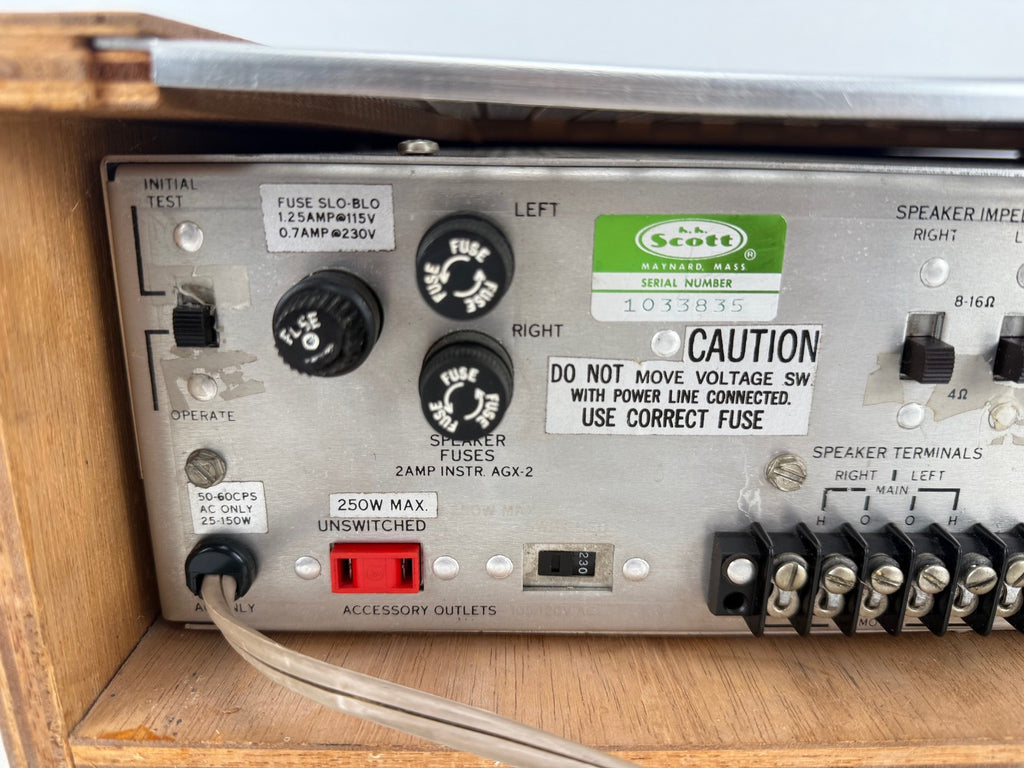 INITIAL
TEST
OPERATE
FUSE SLO-BLO
1.25AMP@115V
0.7AMP@230V
FUSE
LEFT
FUSE
FUSE
FUSE
RIGHT
FUSE
FUSE
FUSE
SPEAKER
FUSES
2AMP INSTR. AGX-2
h.h.
Scott
®
MAYNARD, MASS.
SERIAL NUMBER
1033835
CAUTION
DO NOT MOVE VOLTAGE SW.
WITH POWER LINE CONNECTED.
USE CORRECT FUSE
RIGHT
8-16Ω
4Ω
SPEAKER TERMINALS
RIGHT LEFT
MAIN
H O O H
50-60CPS
AC ONLY
25-150W
250W MAX.
UNSWITCHED
ACCESSORY OUTLETS
230